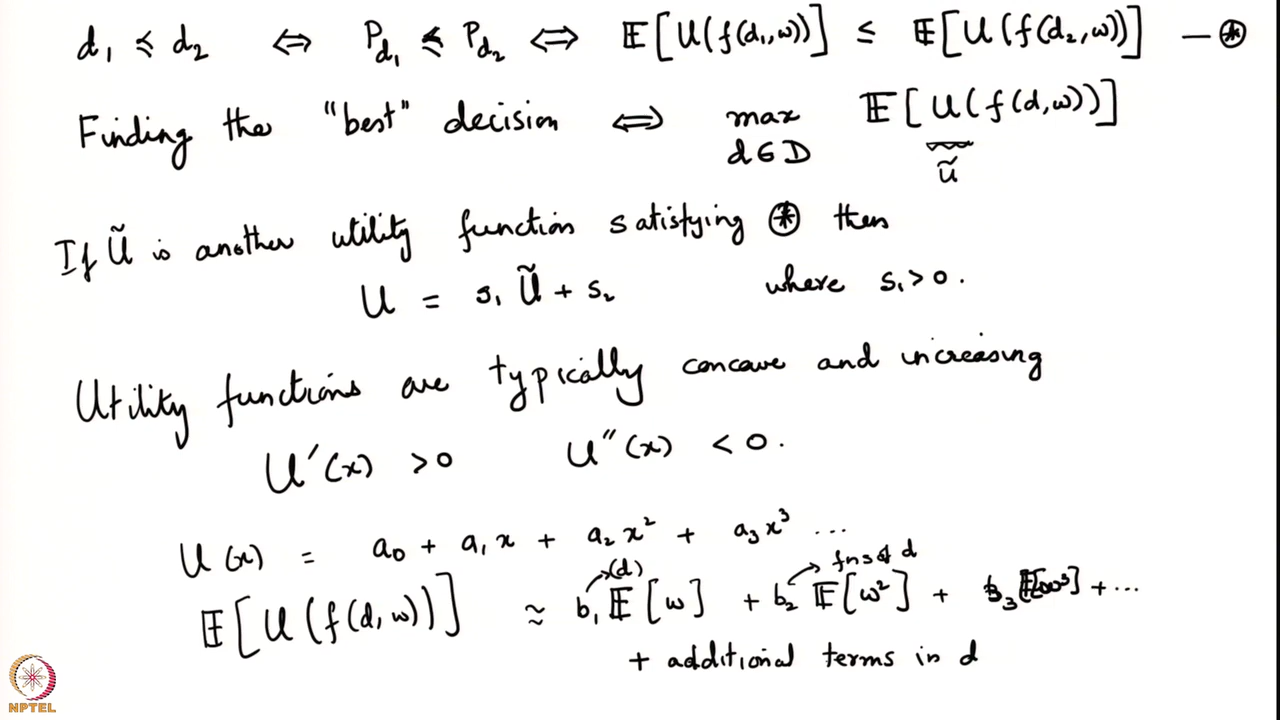 d₁ ≼ d₂ ⇔ P_{d₁} ≼ P_{d₂} ⇔ 𝔼[U(f(d₁,ω))] ≤ 𝔼[U(f(d₂,ω))] — ⊛
Finding the "best" decision ⇔ max 𝔼[U(f(d,ω))]
d∈D ũ
If Ũ is another utility function satisfying ⊛ then
U = s₁ Ũ + s₂ where s₁>0.
Utility functions are typically concave and increasing
U′(x) >0 U″(x) <0.
U(x) = a₀ + a₁x + a₂x² + a₃x³ ...
(d) fns of d
𝔼[U(f(d,ω))] ≈ b₁ 𝔼[ω] + b₂ 𝔼[ω²] + b₃ 𝔼[ω³] + ...
+ additional terms in d
NPTEL